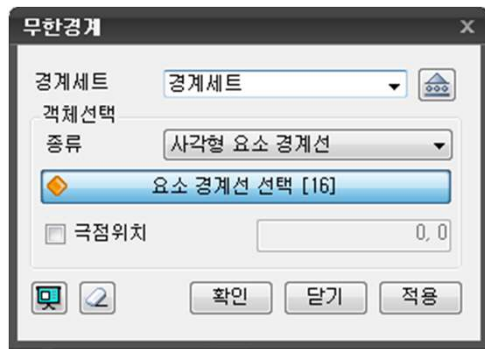 무한경계
경계세트 경계세트
객체선택
종류 사각형 요소 경계선
요소 경계선 선택 [16]
극점위치 0, 0
확인 닫기 적용